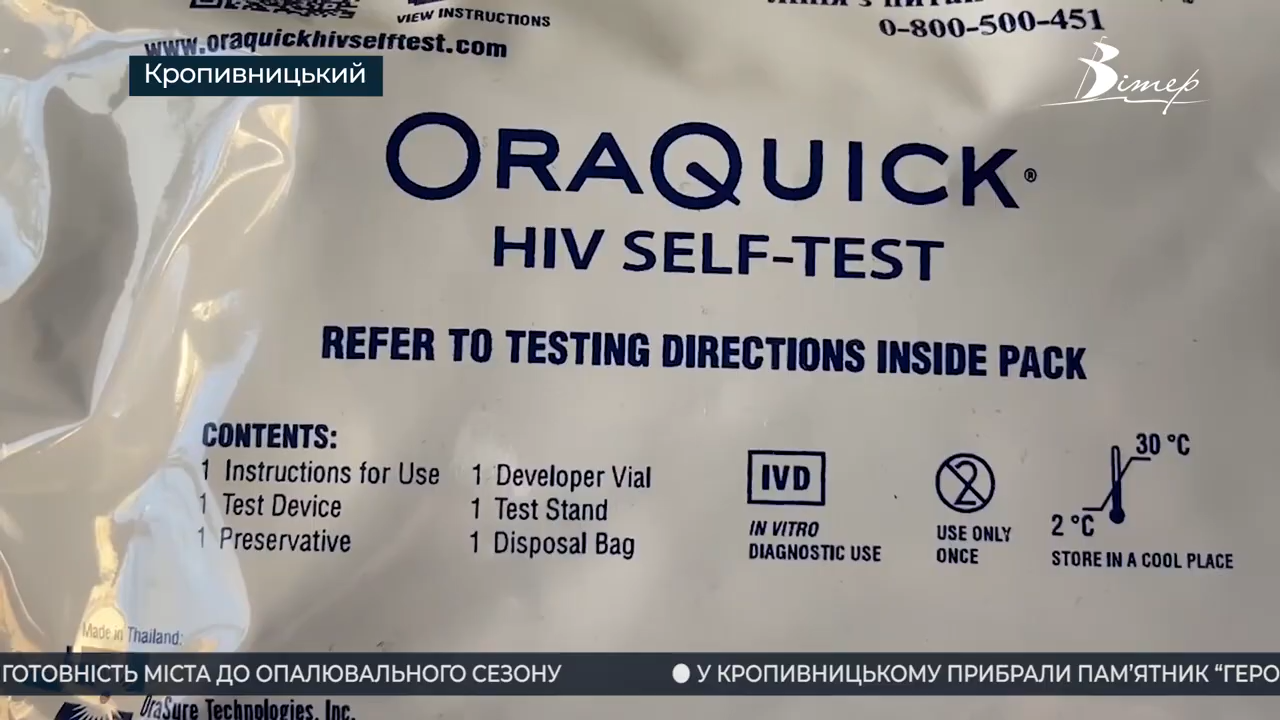 VIEW INSTRUCTIONS
www.oraquickhivselftest.com
0-800-500-451
Кропивницький
Вітер
ORAQUICK®
HIV SELF-TEST
REFER TO TESTING DIRECTIONS INSIDE PACK
CONTENTS:
1 Instructions for Use
1 Test Device
1 Preservative
1 Developer Vial
1 Test Stand
1 Disposal Bag
IVD
IN VITRO
DIAGNOSTIC USE
2
USE ONLY
ONCE
30 °C
2 °C
STORE IN A COOL PLACE
Made in Thailand:
ГОТОВНІСТЬ МІСТА ДО ОПАЛЮВАЛЬНОГО СЕЗОНУ
У КРОПИВНИЦЬКОМУ ПРИБРАЛИ ПАМ’ЯТНИК “ГЕРО
OraSure Technologies, Inc.